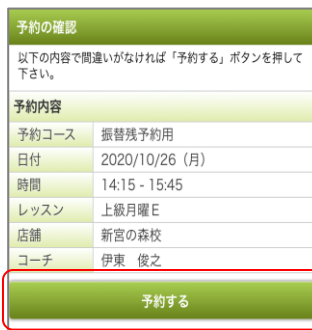 予約の確認
以下の内容で間違いがなければ「予約する」ボタンを押して
下さい。
予約内容
予約コース 振替残予約用
日付 2020/10/26（月）
時間 14:15 - 15:45
レッスン 上級月曜Ｅ
店舗 新宮の森校
コーチ 伊東　俊之
予約する